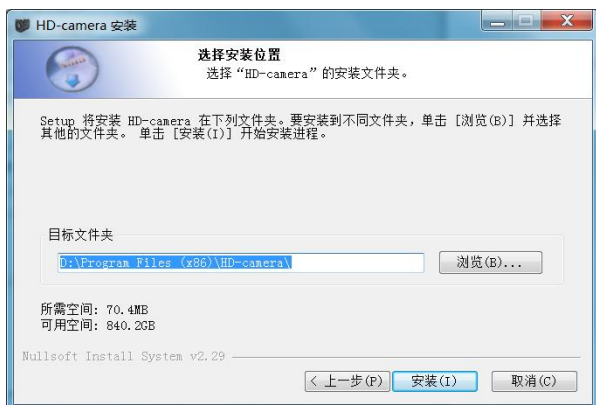 HD-camera 安装
选择安装位置
选择“HD-camera”的安装文件夹。
Setup 将安装 HD-camera 在下列文件夹。要安装到不同文件夹，单击 [浏览(B)] 并选择
其他的文件夹。 单击 [安装(I)] 开始安装进程。
目标文件夹
D:\Program Files (x86)\HD-camera\
浏览(B)...
所需空间: 70.4MB
可用空间: 840.2GB
Nullsoft Install System v2.29
< 上一步(P) 安装(I) 取消(C)